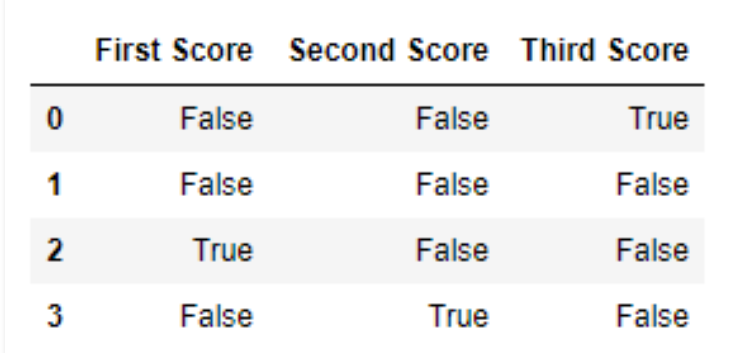 First Score Second Score Third Score
0 False False True
1 False False False
2 True False False
3 False True False